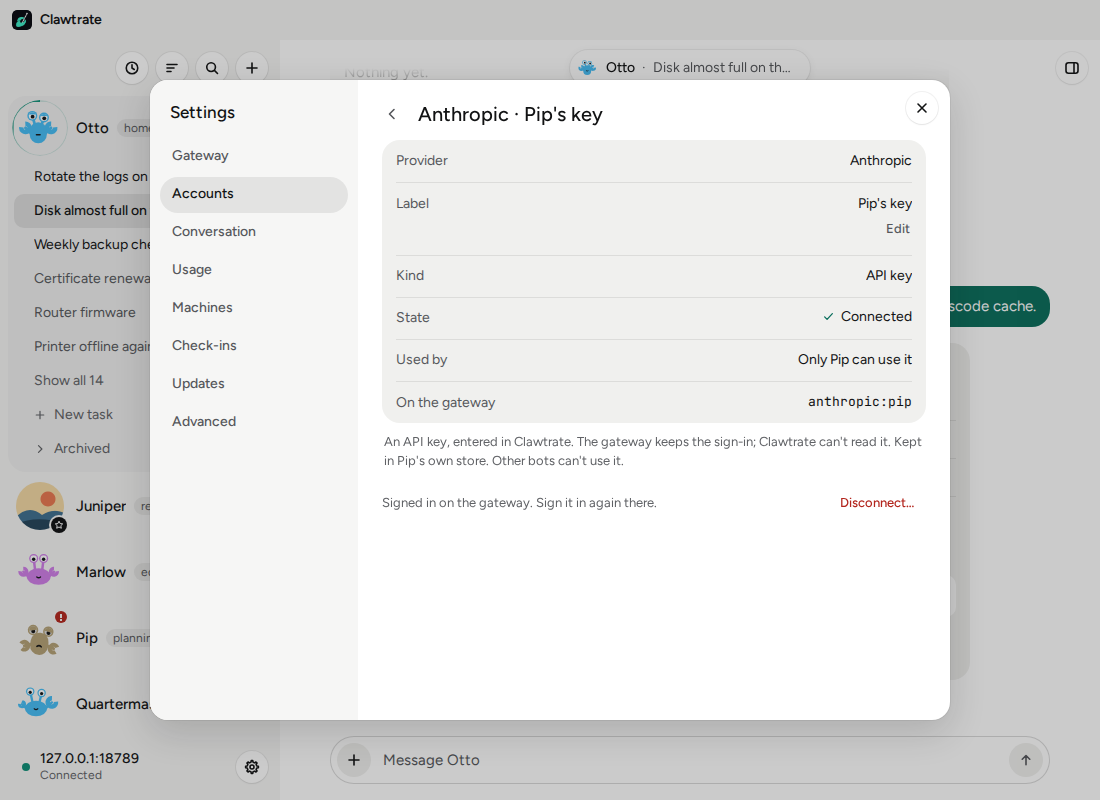 Clawtrate
Nothing yet.
Otto · Disk almost full on th...
Otto
Rotate the logs on
Disk almost full on
Weekly backup che
Certificate renewa
Router firmware
Printer offline again
Show all 14
+ New task
Archived
Juniper
Marlow
Pip
plannin
Quarterma
127.0.0.1:18789
Connected
Settings
Gateway
Accounts
Conversation
Usage
Machines
Check-ins
Updates
Advanced
Anthropic · Pip's key
Provider Anthropic
Label Pip's key
Edit
Kind API key
State Connected
Used by Only Pip can use it
On the gateway anthropic:pip
An API key, entered in Clawtrate. The gateway keeps the sign-in; Clawtrate can't read it. Kept
in Pip's own store. Other bots can't use it.
Signed in on the gateway. Sign it in again there. Disconnect...
scode cache.
Message Otto